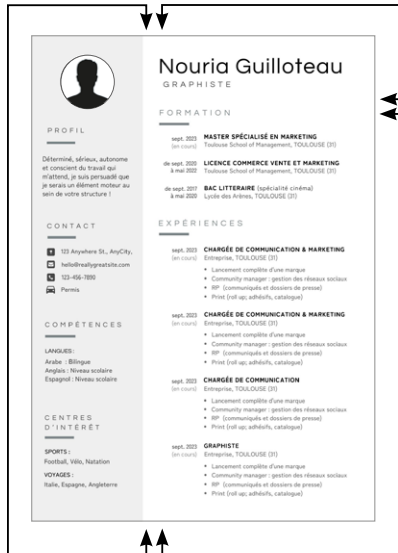 Nouria Guilloteau
GRAPHISTE
PROFIL
Déterminé, sérieux, autonome
et conscient du travail qui
m'attend, je suis persuadé que
je serais un élément moteur au
sein de votre structure !
CONTACT
123 Anywhere St., AnyCity,
hello@reallygreatsite.com
123-456-7890
Permis
COMPÉTENCES
LANGUES :
Arabe : Bilingue
Anglais : Niveau scolaire
Espagnol : Niveau scolaire
CENTRES
D'INTÉRÊT
SPORTS :
Football, Vélo, Natation
VOYAGES :
Italie, Espagne, Angleterre
FORMATION
sept. 2023 MASTER SPÉCIALISÉ EN MARKETING
(en cours) Toulouse School of Management, TOULOUSE (31)
de sept. 2020 LICENCE COMMERCE VENTE ET MARKETING
à mai 2022 Toulouse School of Management, TOULOUSE (31)
de sept. 2017 BAC LITTERAIRE (spécialité cinéma)
à mai 2020 Lycée des Arènes, TOULOUSE (31)
EXPÉRIENCES
sept. 2023 CHARGÉE DE COMMUNICATION & MARKETING
(en cours) Entreprise, TOULOUSE (31)
• Lancement complète d'une marque
• Community manager : gestion des réseaux sociaux
• RP (communiqués et dossiers de presse)
• Print (roll up; adhésifs, catalogue)
sept. 2023 CHARGÉE DE COMMUNICATION & MARKETING
(en cours) Entreprise, TOULOUSE (31)
• Lancement complète d'une marque
• Community manager : gestion des réseaux sociaux
• RP (communiqués et dossiers de presse)
• Print (roll up; adhésifs, catalogue)
sept. 2023 CHARGÉE DE COMMUNICATION
(en cours) Entreprise, TOULOUSE (31)
• Lancement complète d'une marque
• Community manager : gestion des réseaux sociaux
• RP (communiqués et dossiers de presse)
• Print (roll up; adhésifs, catalogue)
sept. 2023 GRAPHISTE
(en cours) Entreprise, TOULOUSE (31)
• Lancement complète d'une marque
• Community manager : gestion des réseaux sociaux
• RP (communiqués et dossiers de presse)
• Print (roll up; adhésifs, catalogue)